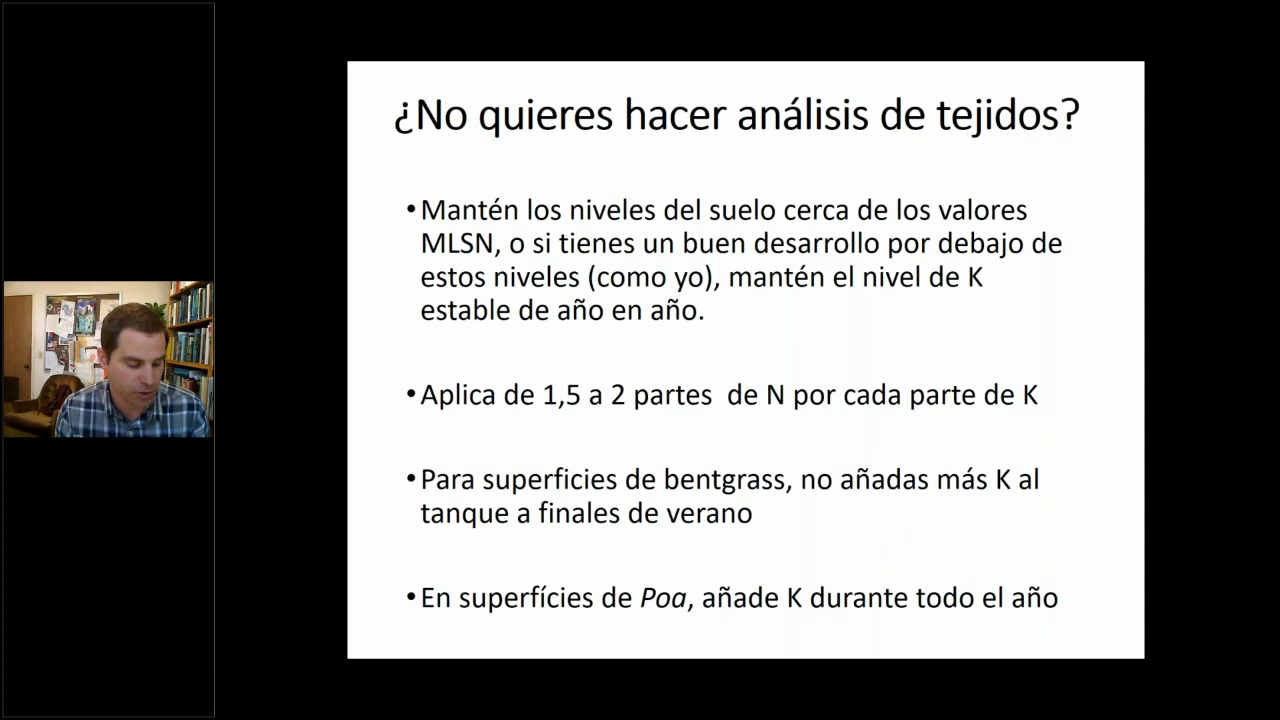 ¿No quieres hacer análisis de tejidos?
•Mantén los niveles del suelo cerca de los valores
MLSN, o si tienes un buen desarrollo por debajo de
estos niveles (como yo), mantén el nivel de K
estable de año en año.
•Aplica de 1,5 a 2 partes de N por cada parte de K
•Para superficies de bentgrass, no añadas más K al
tanque a finales de verano
•En superfícies de Poa, añade K durante todo el año